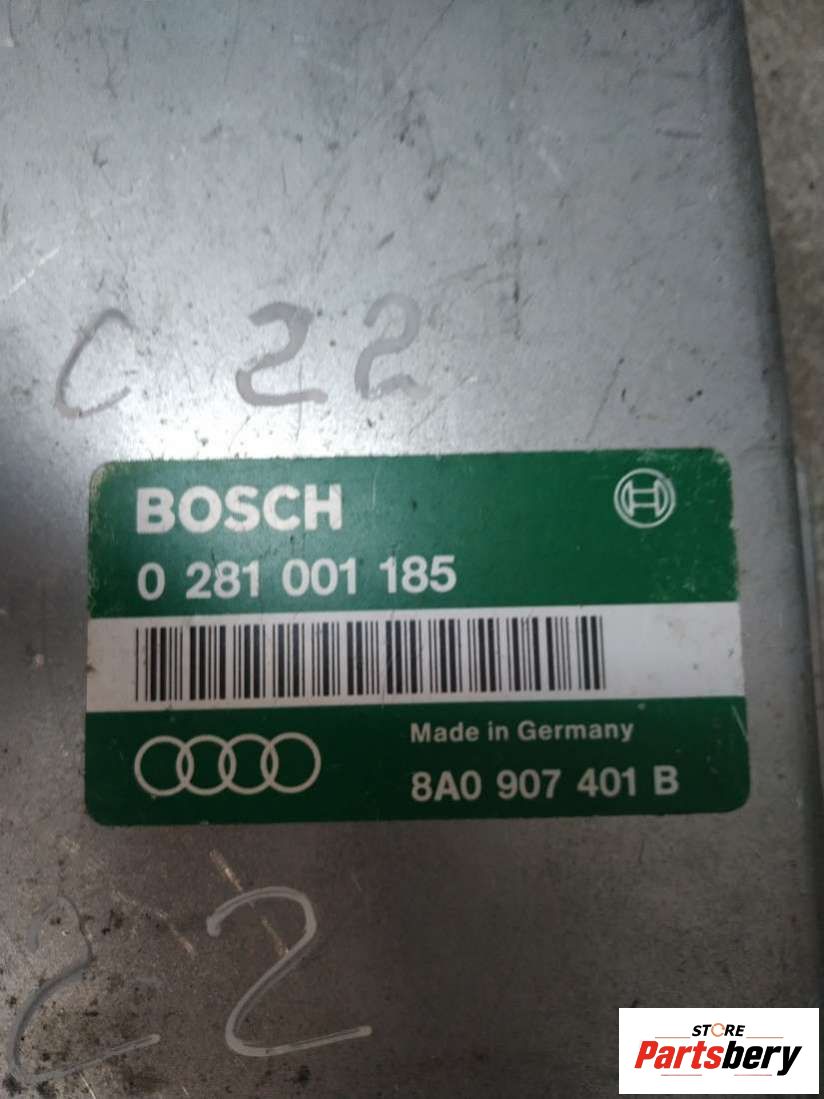 C 22
BOSCH
0 281 001 185
Made in Germany
8A0 907 401 B
22
STORE
Partsbery